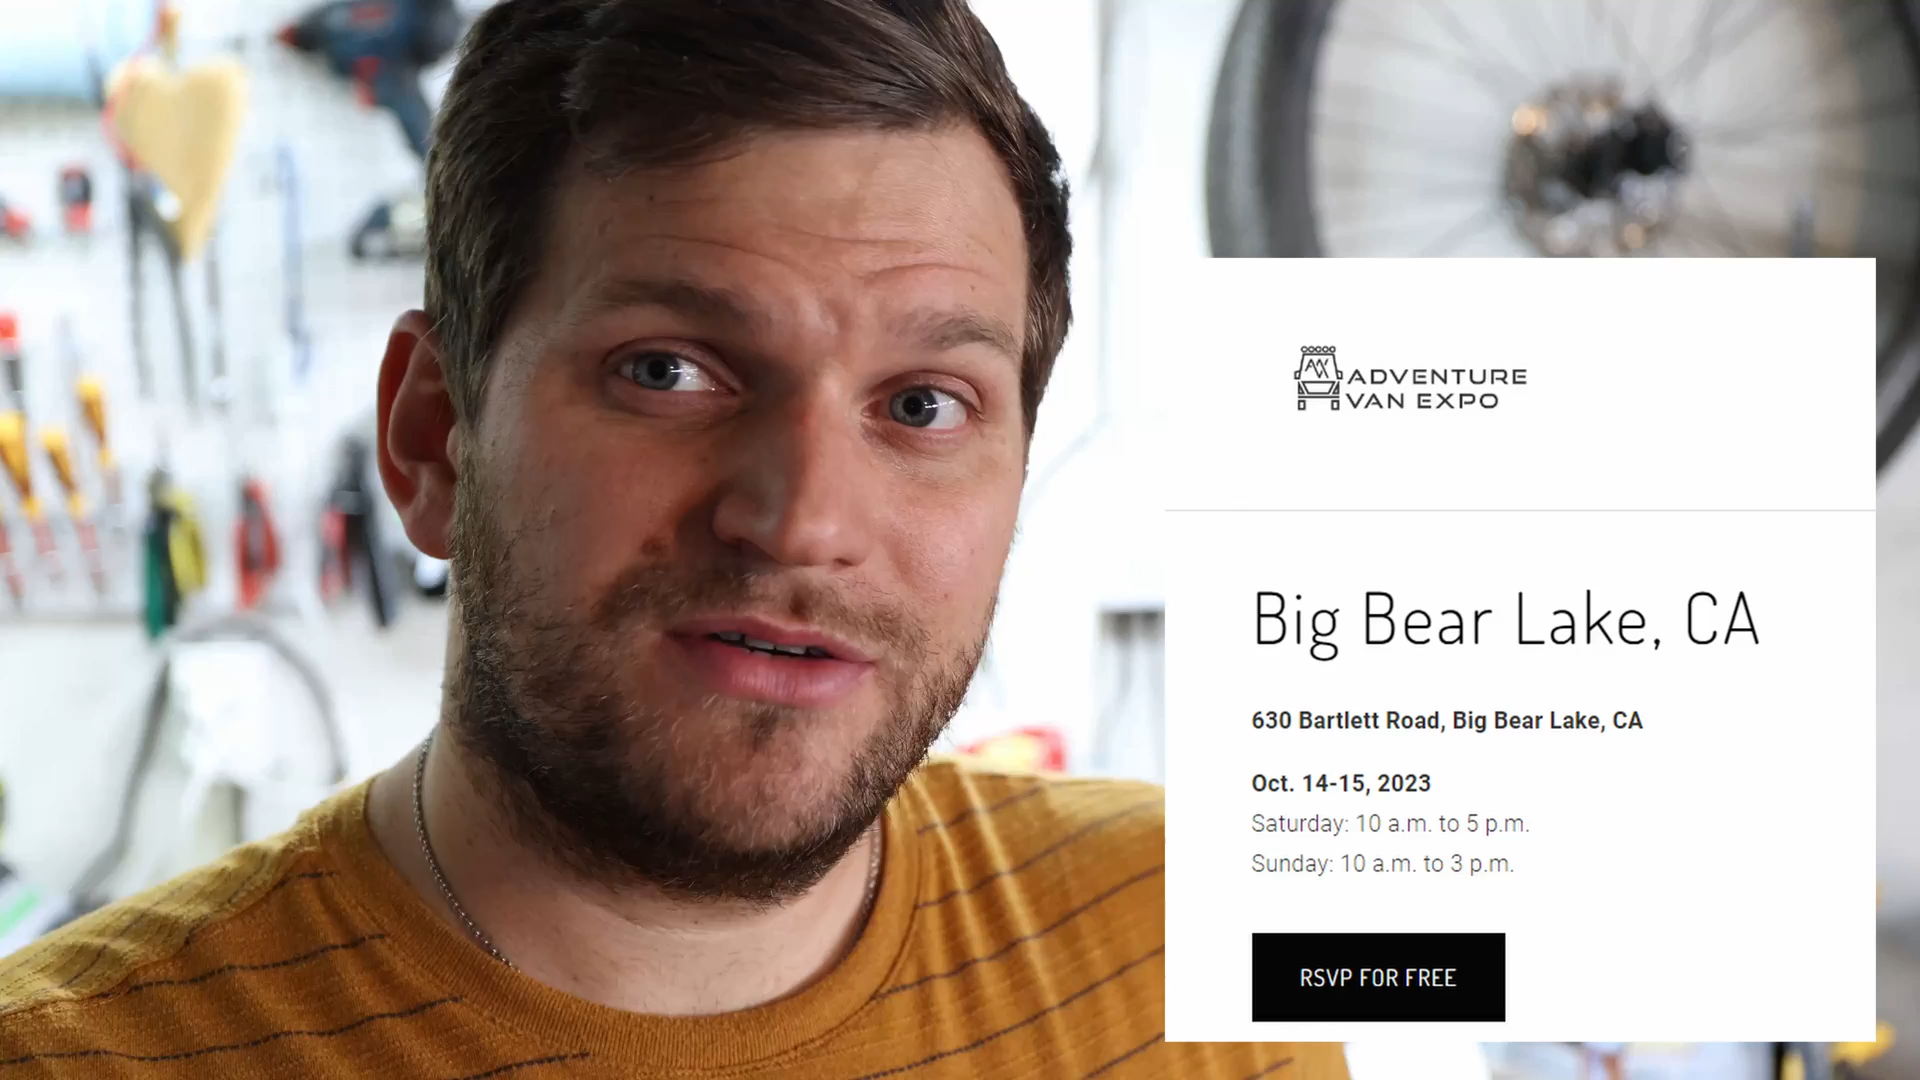 ADVENTURE
VAN EXPO
Big Bear Lake, CA
630 Bartlett Road, Big Bear Lake, CA
Oct. 14-15, 2023
Saturday: 10 a.m. to 5 p.m.
Sunday: 10 a.m. to 3 p.m.
RSVP FOR FREE